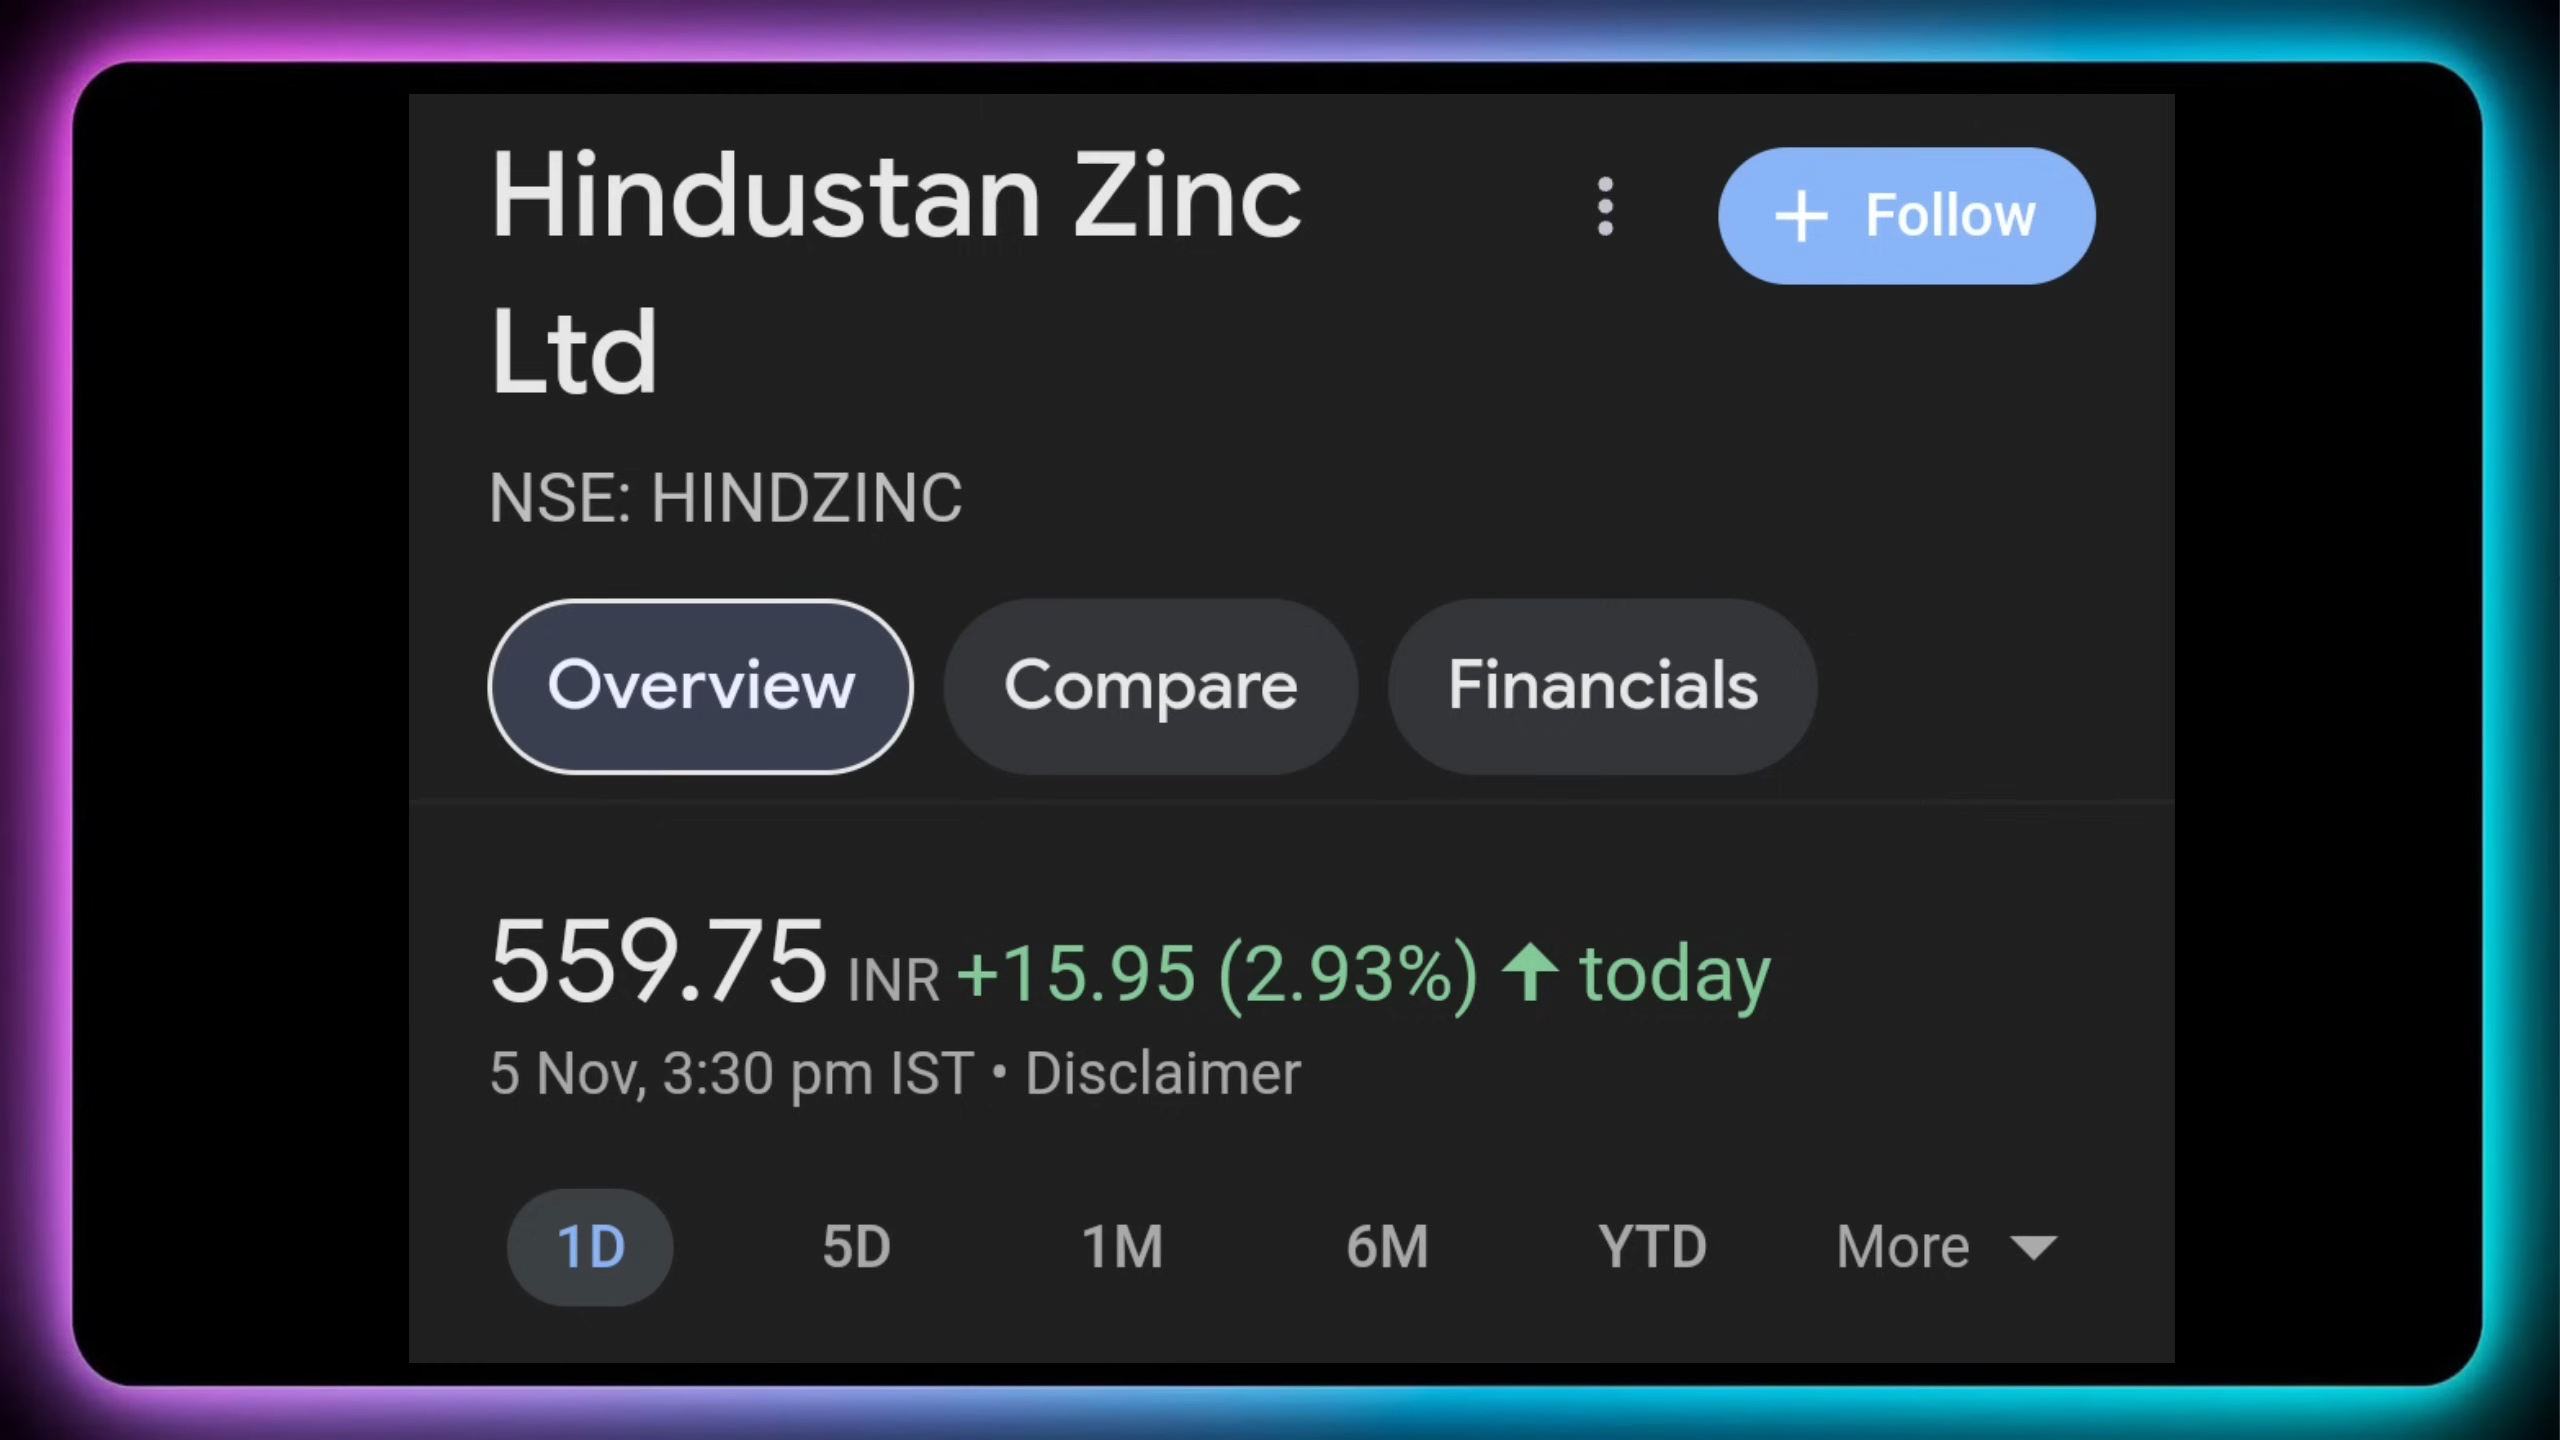 Hindustan Zinc
Ltd
+ Follow
NSE: HINDZINC
Overview Compare Financials
559.75 INR +15.95 (2.93%) ↑ today
5 Nov, 3:30 pm IST • Disclaimer
1D 5D 1M 6M YTD More